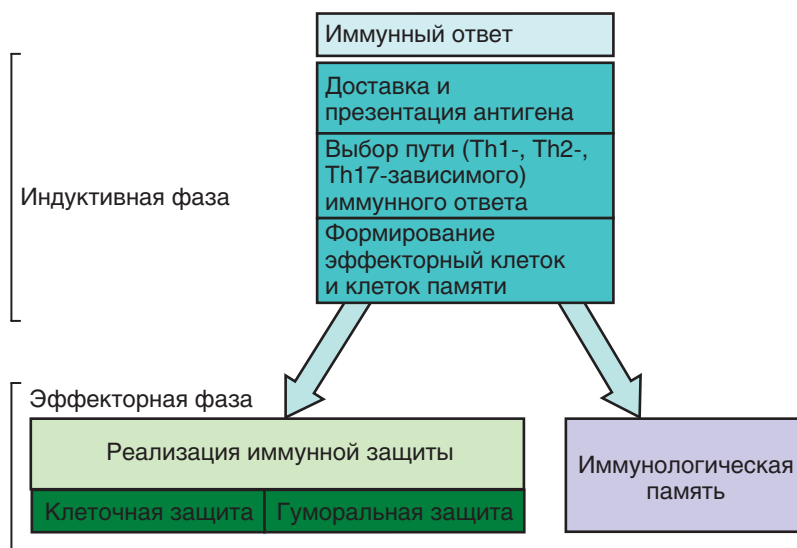 Иммунный ответ
Доставка и
презентация антигена
Выбор пути (Th1-, Th2-,
Th17-зависимого)
иммунного ответа
Индуктивная фаза
Формирование
эффекторный клеток
и клеток памяти
Эффекторная фаза
Реализация иммунной защиты
Клеточная защита
Гуморальная защита
Иммунологическая
память